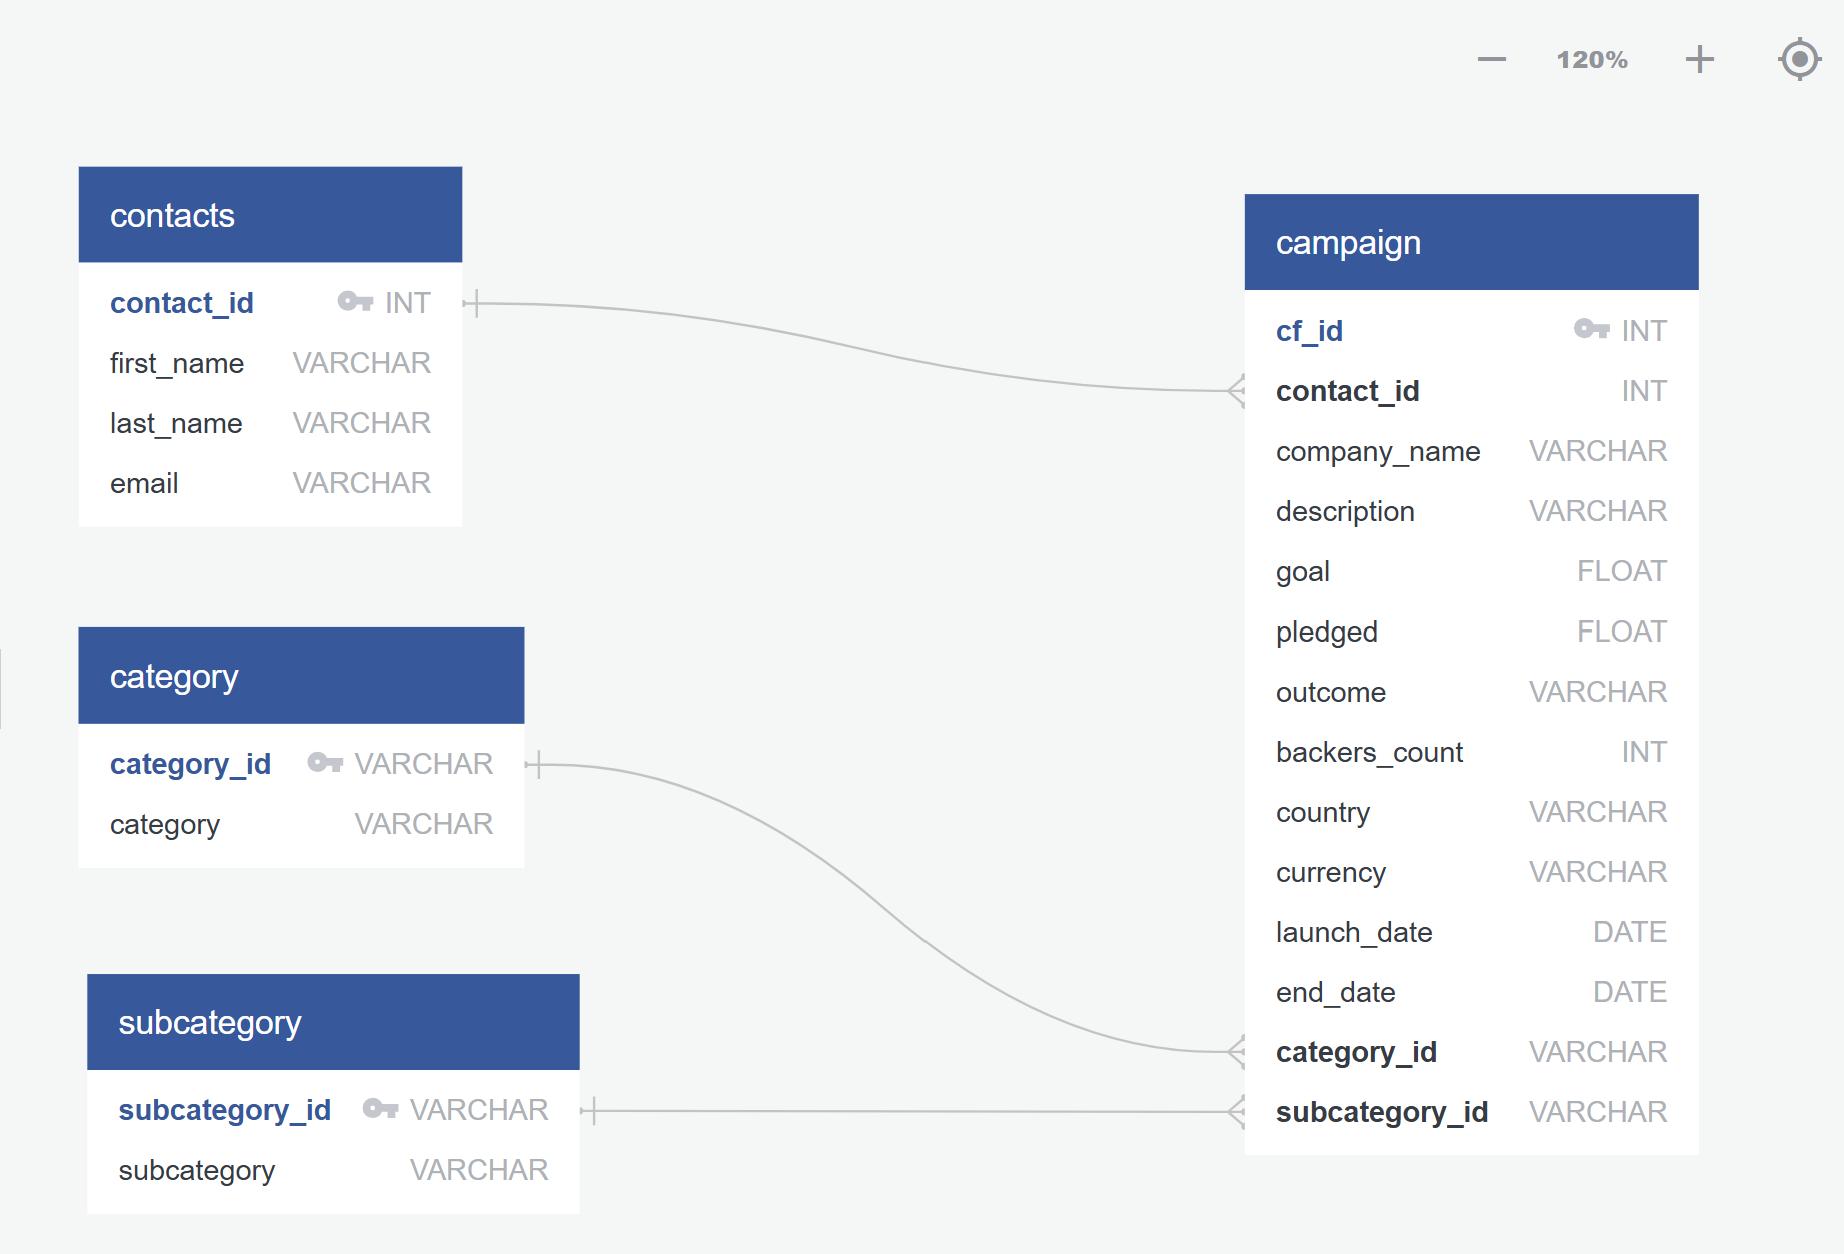 120%
contacts
contact_id INT
first_name VARCHAR
last_name VARCHAR
email VARCHAR
category
category_id VARCHAR
category VARCHAR
subcategory
subcategory_id VARCHAR
subcategory VARCHAR
campaign
cf_id INT
contact_id INT
company_name VARCHAR
description VARCHAR
goal FLOAT
pledged FLOAT
outcome VARCHAR
backers_count INT
country VARCHAR
currency VARCHAR
launch_date DATE
end_date DATE
category_id VARCHAR
subcategory_id VARCHAR